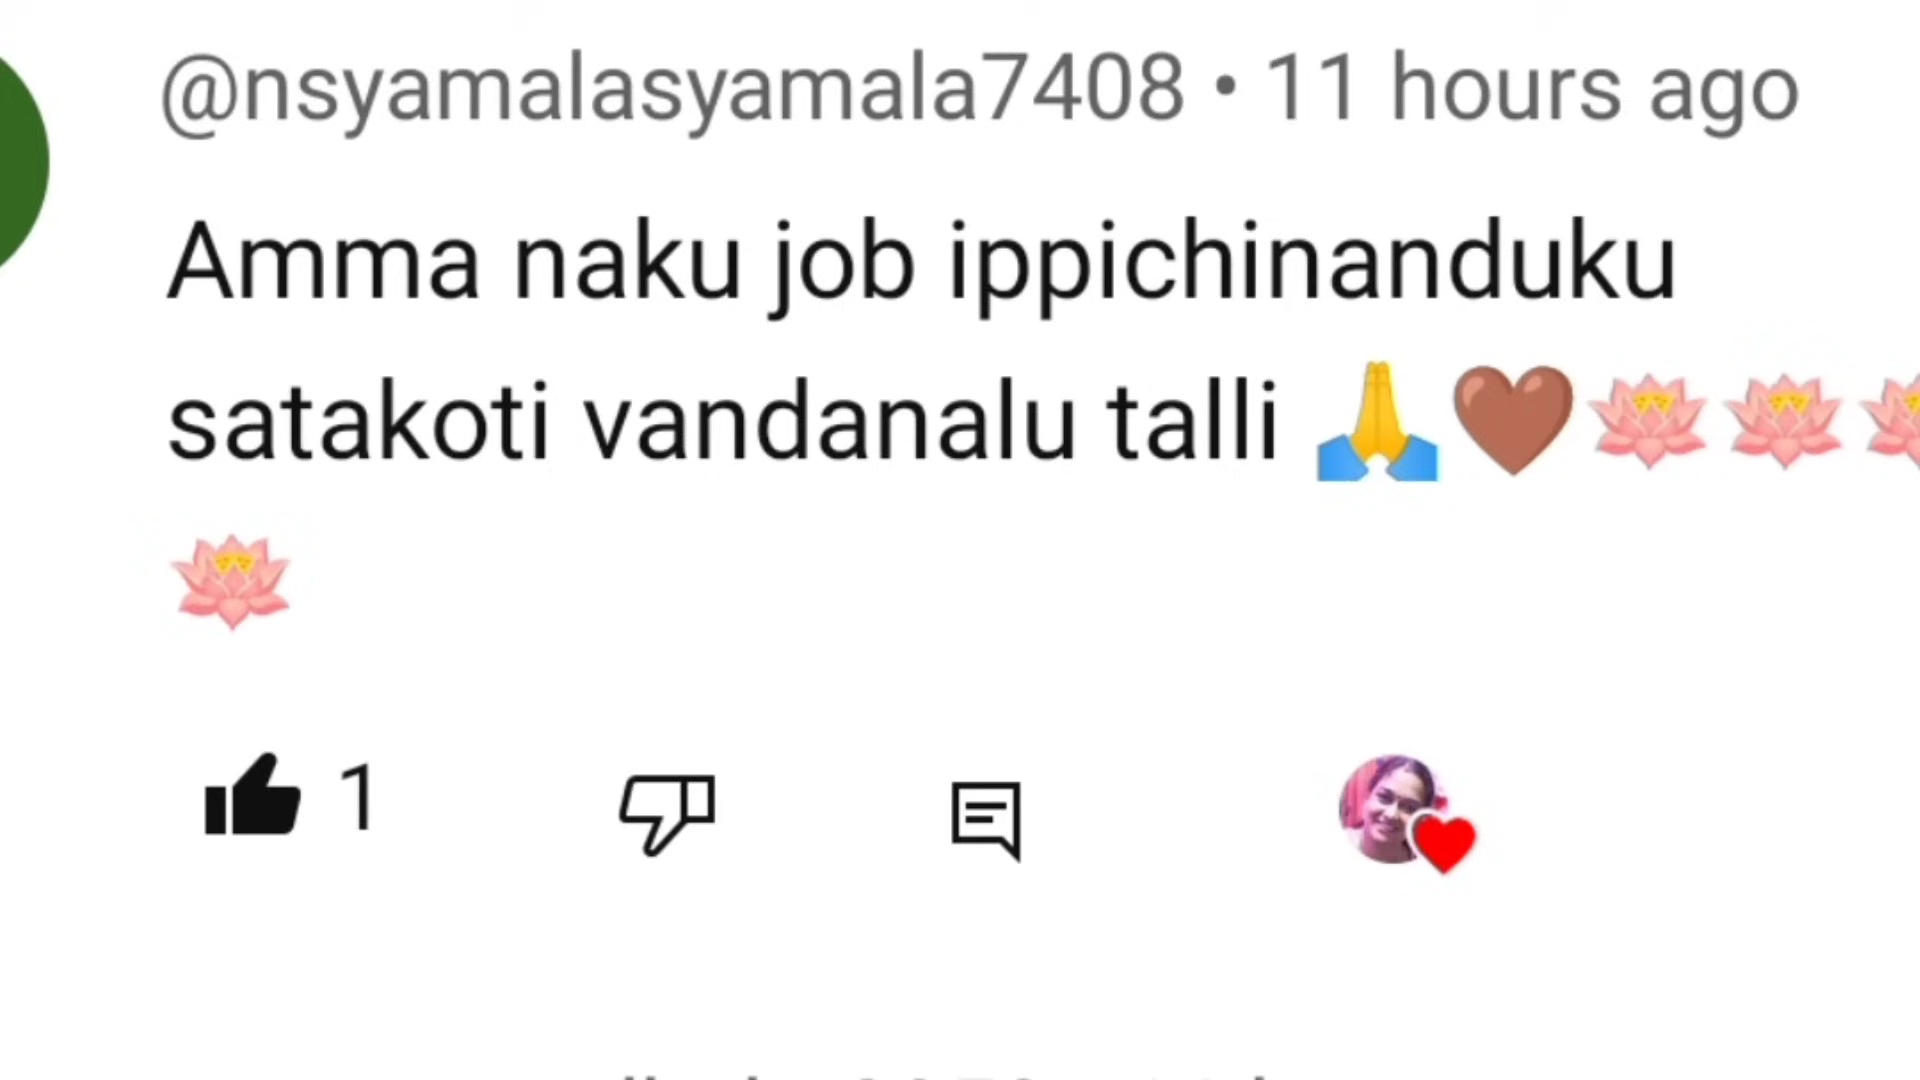 @nsyamalasyamala7408 • 11 hours ago
Amma naku job ippichinanduku
satakoti vandanalu talli 🙏🤎🪷🪷🪷
🪷
1